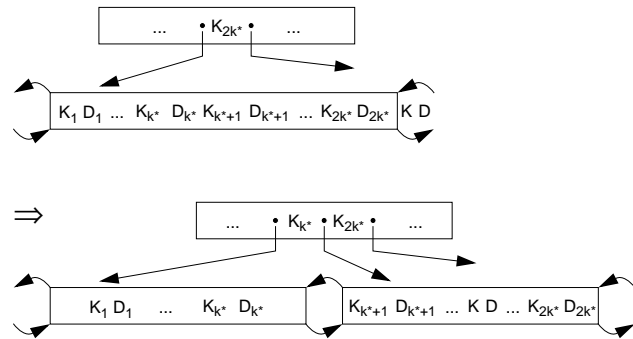 ... • K₂ₖ* • ...
K₁ D₁ ... Kₖ* Dₖ* Kₖ*₊₁ Dₖ*₊₁ ... K₂ₖ* D₂ₖ* K D
⇒
... • Kₖ* • K₂ₖ* • ...
K₁ D₁ ... Kₖ* Dₖ* Kₖ*₊₁ Dₖ*₊₁ ... K D ... K₂ₖ* D₂ₖ*